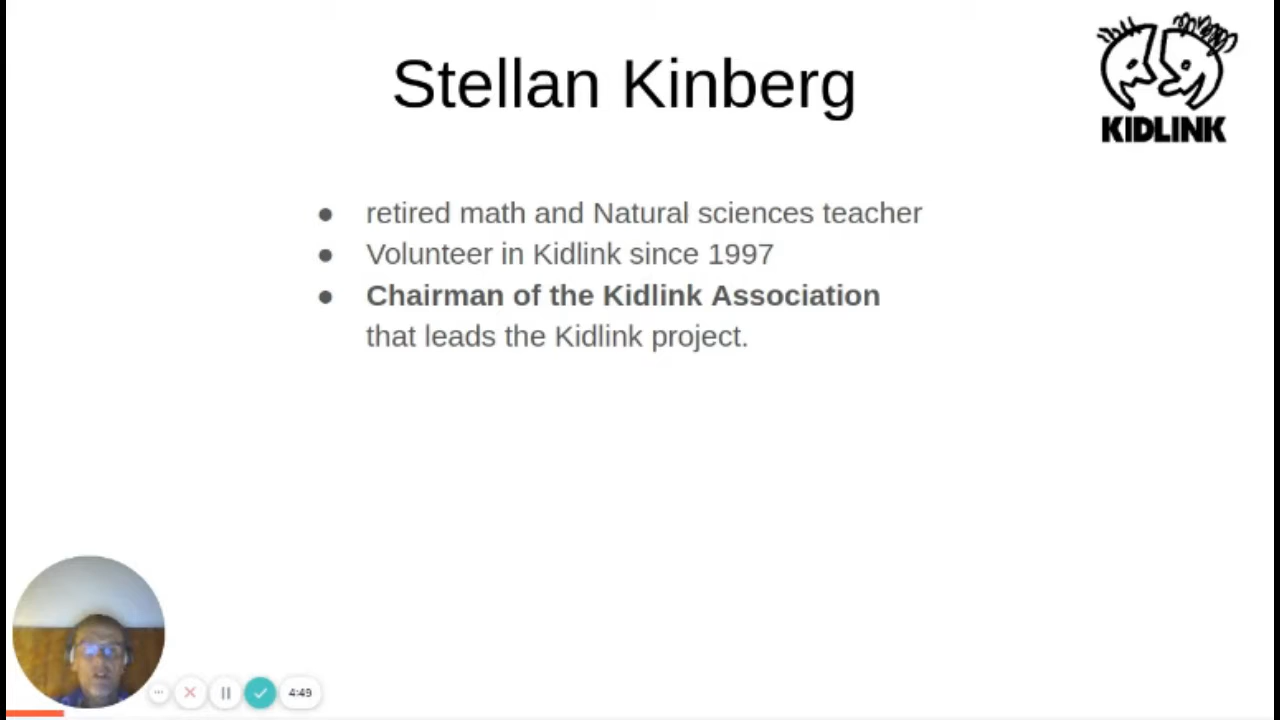 Stellan Kinberg
KIDLINK
● retired math and Natural sciences teacher
● Volunteer in Kidlink since 1997
● Chairman of the Kidlink Association
that leads the Kidlink project.
4:49